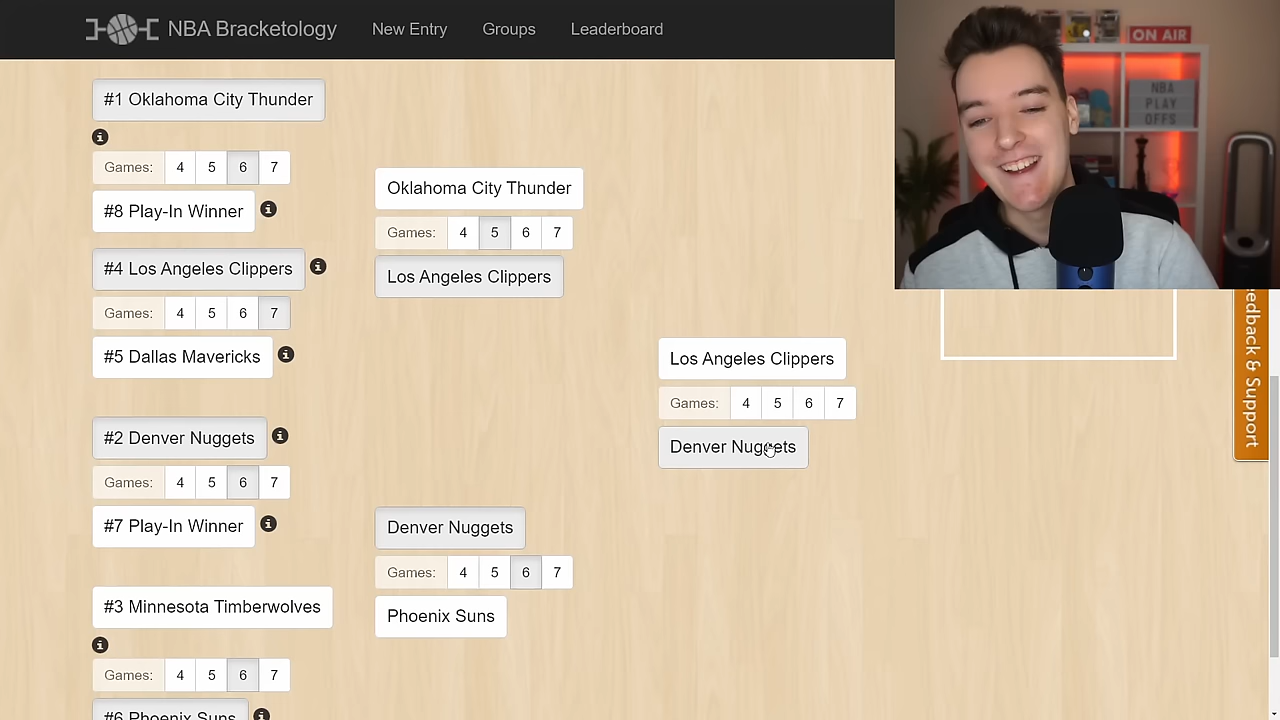 NBA Bracketology
New Entry
Groups
Leaderboard
ON AIR
NBA
PLAY
OFFS
#1 Oklahoma City Thunder
Games: 4 5 6 7
#8 Play-In Winner
#4 Los Angeles Clippers
Games: 4 5 6 7
#5 Dallas Mavericks
#2 Denver Nuggets
Games: 4 5 6 7
#7 Play-In Winner
#3 Minnesota Timberwolves
Games: 4 5 6 7
#6 Phoenix Suns
Oklahoma City Thunder
Games: 4 5 6 7
Los Angeles Clippers
Denver Nuggets
Games: 4 5 6 7
Phoenix Suns
Los Angeles Clippers
Games: 4 5 6 7
Denver Nuggets
edback & Support